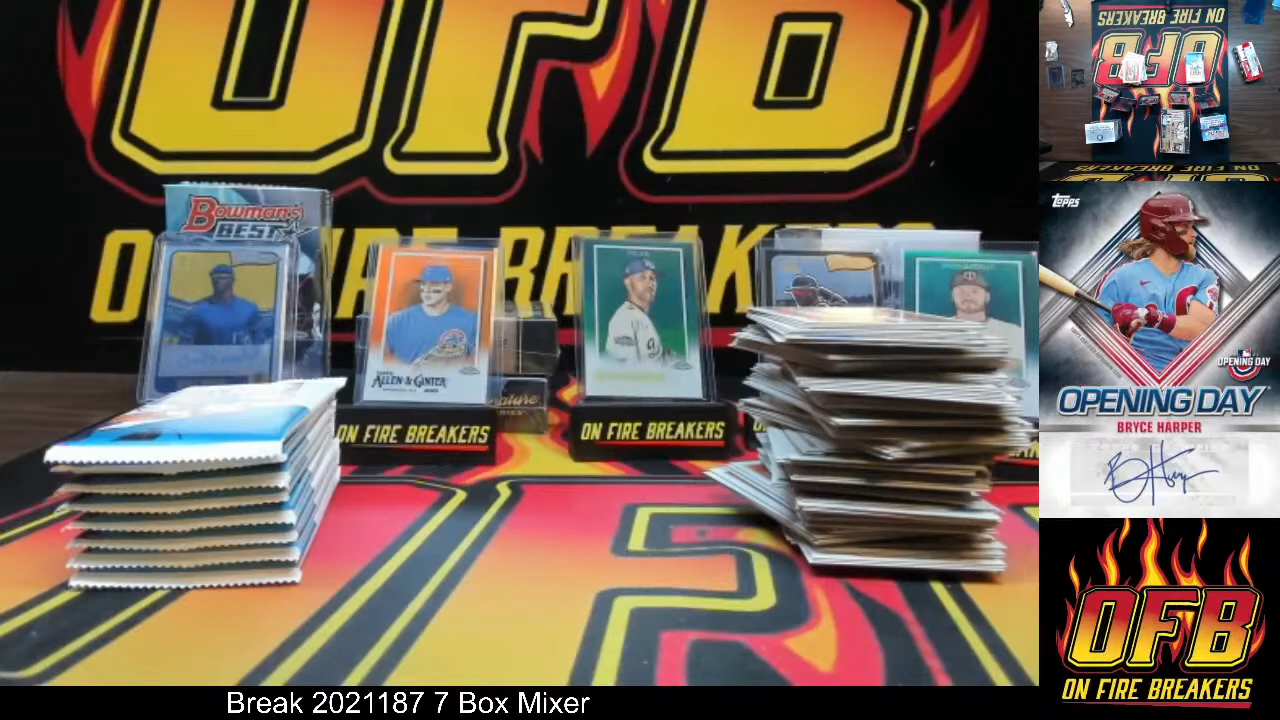 OFB
ON FIRE BREAKERS
BOWMAN'S
BEST
ALLEN & GINTER
ON FIRE BREAKERS
ON FIRE BREAKERS
ON FIRE BREAKERS
OFB
Topps
OPENING DAY
OPENING DAY
BRYCE HARPER
OFB
ON FIRE BREAKERS
Break 2021187 7 Box Mixer